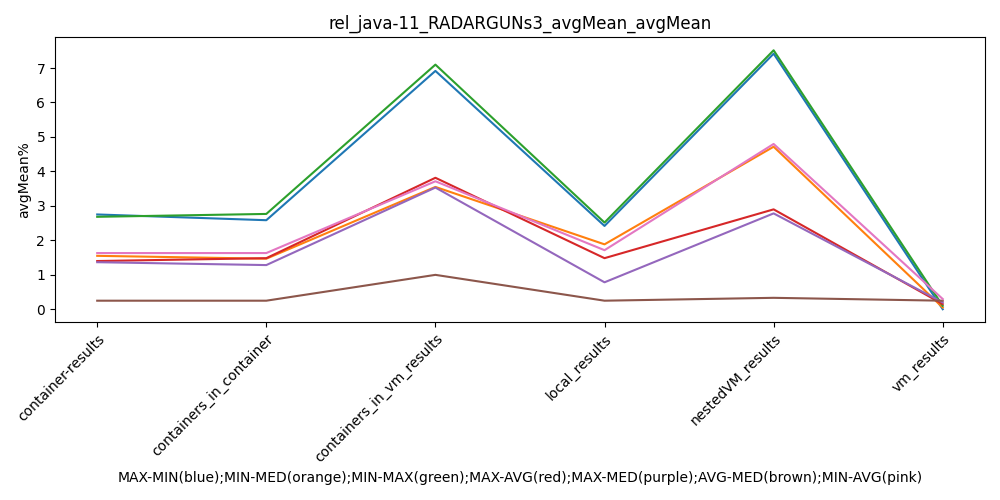 rel_java-11_RADARGUNs3_avgMean_avgMean
avgMean%
7
6
5
4
3
2
1
0
container-results
containers_in_container
containers_in_vm_results
local_results
nestedVM_results
vm_results
MAX-MIN(blue);MIN-MED(orange);MIN-MAX(green);MAX-AVG(red);MAX-MED(purple);AVG-MED(brown);MIN-AVG(pink)